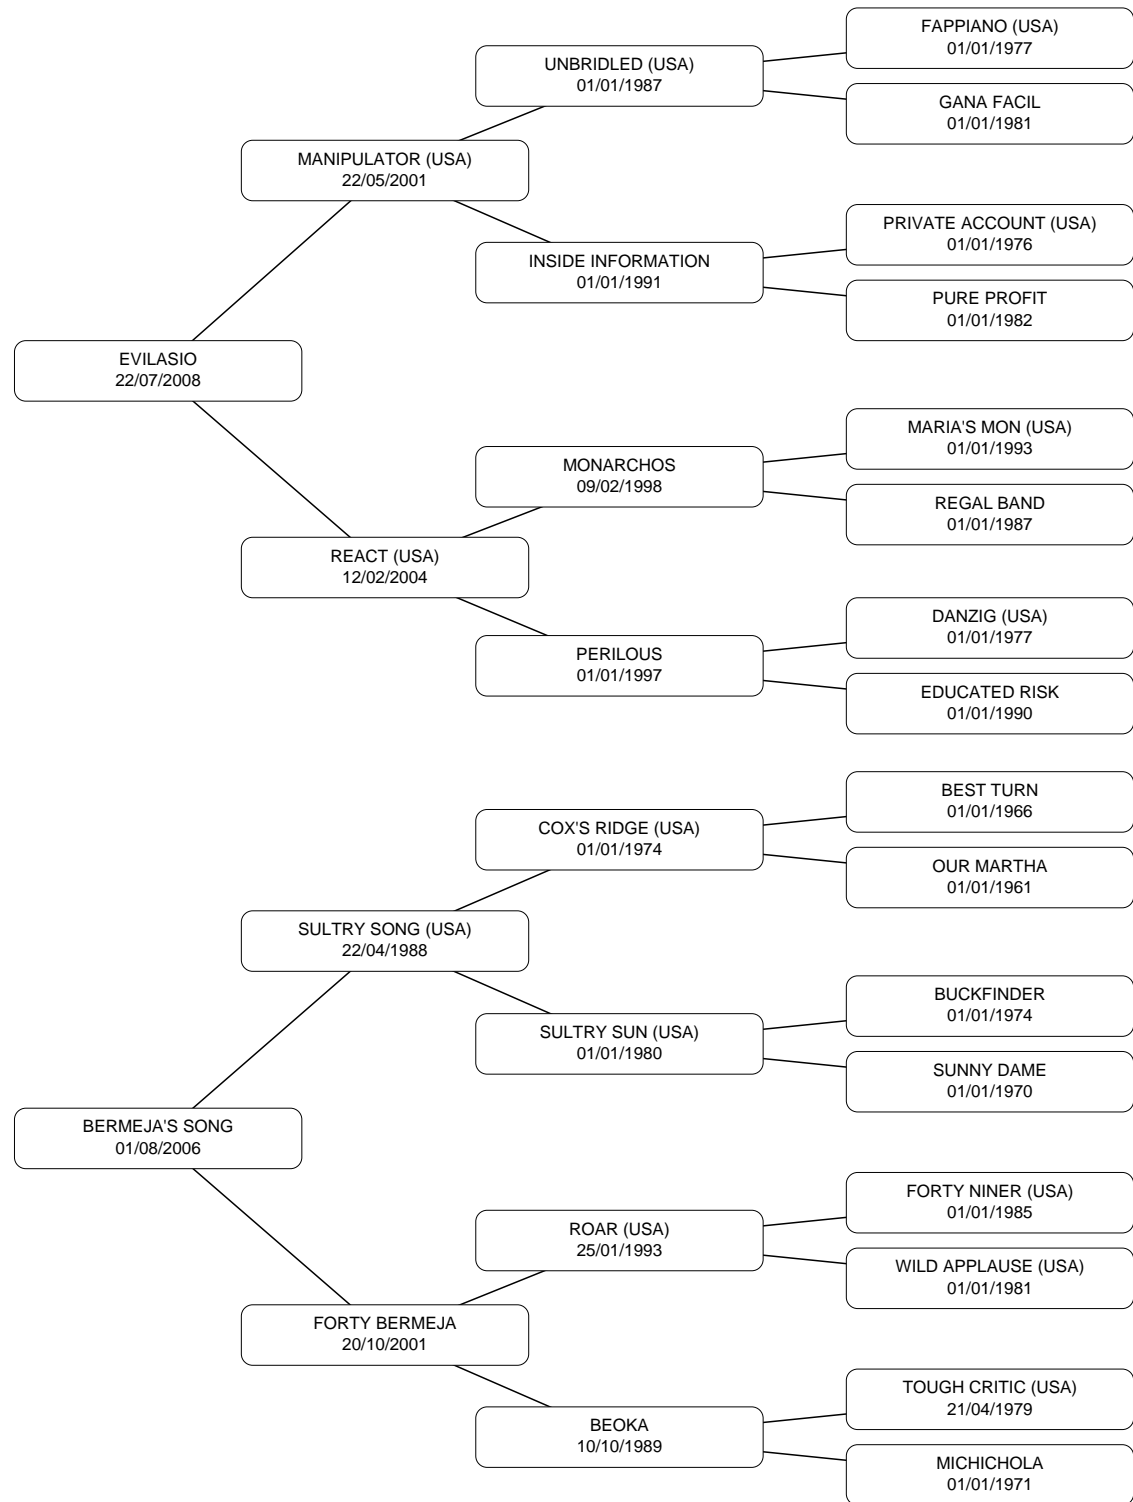 FAPPIANO (USA)
01/01/1977
UNBRIDLED (USA)
01/01/1987
GANA FACIL
01/01/1981
MANIPULATOR (USA)
22/05/2001
PRIVATE ACCOUNT (USA)
01/01/1976
INSIDE INFORMATION
01/01/1991
PURE PROFIT
01/01/1982
EVILASIO
22/07/2008
MARIA'S MON (USA)
01/01/1993
MONARCHOS
09/02/1998
REGAL BAND
01/01/1987
REACT (USA)
12/02/2004
DANZIG (USA)
01/01/1977
PERILOUS
01/01/1997
EDUCATED RISK
01/01/1990
BEST TURN
01/01/1966
COX'S RIDGE (USA)
01/01/1974
OUR MARTHA
01/01/1961
SULTRY SONG (USA)
22/04/1988
BUCKFINDER
01/01/1974
SULTRY SUN (USA)
01/01/1980
SUNNY DAME
01/01/1970
BERMEJA'S SONG
01/08/2006
FORTY NINER (USA)
01/01/1985
ROAR (USA)
25/01/1993
WILD APPLAUSE (USA)
01/01/1981
FORTY BERMEJA
20/10/2001
TOUGH CRITIC (USA)
21/04/1979
BEOKA
10/10/1989
MICHICHOLA
01/01/1971